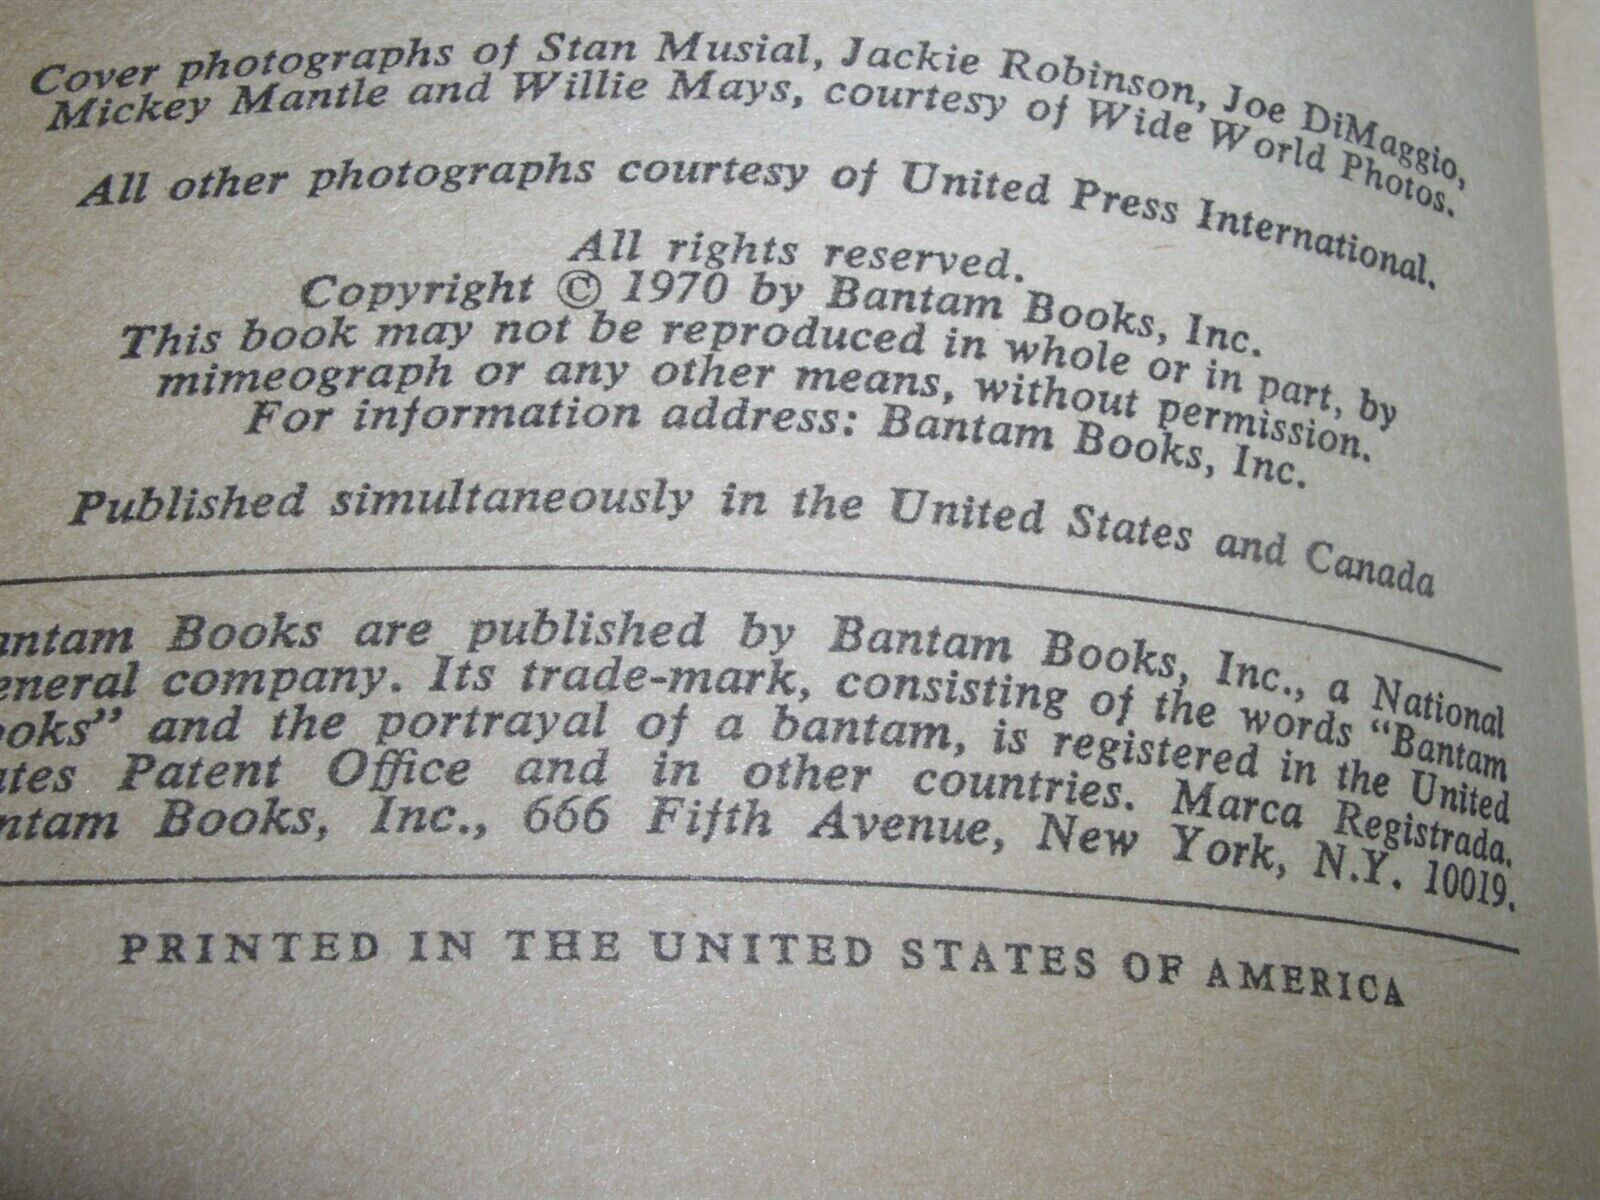 Cover photographs of Stan Musial, Jackie Robinson, Joe DiMaggio,
Mickey Mantle and Willie Mays, courtesy of Wide World Photos.
All other photographs courtesy of United Press International.
All rights reserved.
Copyright © 1970 by Bantam Books, Inc.
This book may not be reproduced in whole or in part, by
mimeograph or any other means, without permission.
For information address: Bantam Books, Inc.
Published simultaneously in the United States and Canada
antam Books are published by Bantam Books, Inc., a National
eneral company. Its trade-mark, consisting of the words "Bantam
ooks" and the portrayal of a bantam, is registered in the United
ates Patent Office and in other countries. Marca Registrada.
ntam Books, Inc., 666 Fifth Avenue, New York, N.Y. 10019.
PRINTED IN THE UNITED STATES OF AMERICA